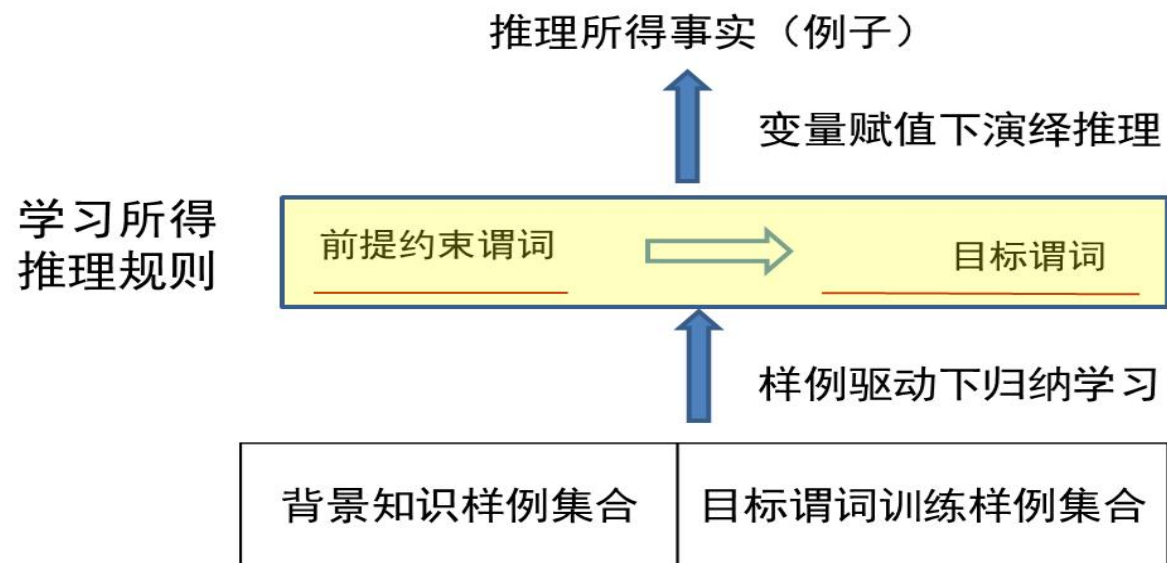 推理所得事实（例子）
变量赋值下演绎推理
学习所得
推理规则
前提约束谓词
目标谓词
样例驱动下归纳学习
背景知识样例集合
目标谓词训练样例集合